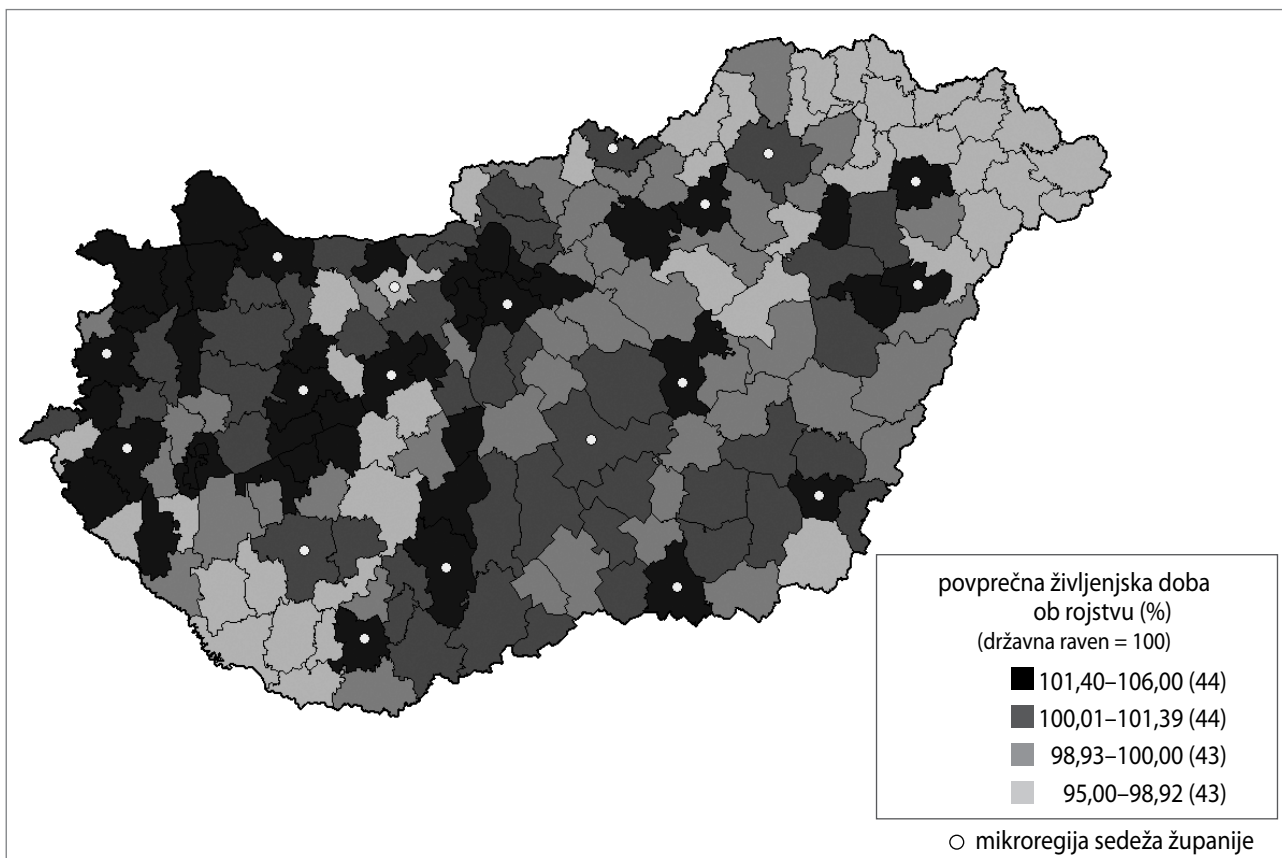 povprečna življenjska doba
ob rojstvu (%)
(državna raven = 100)
101,40–106,00 (44)
100,01–101,39 (44)
98,93–100,00 (43)
95,00–98,92 (43)
mikroregija sedeža županije